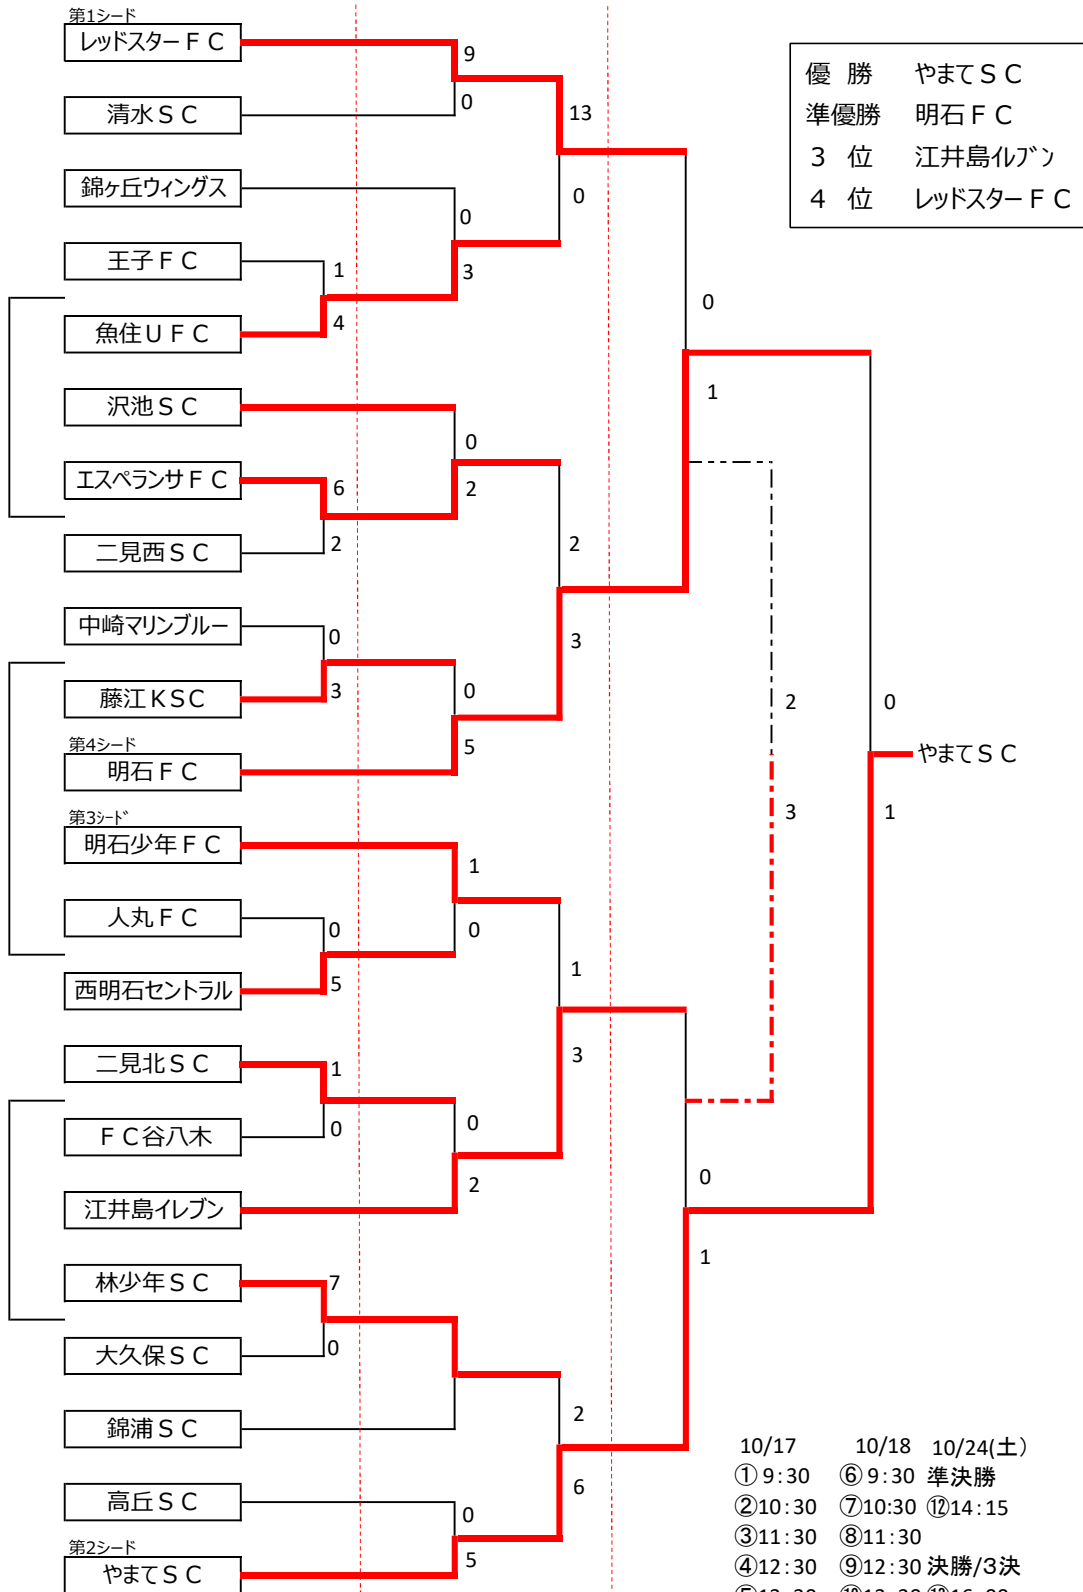 第1シード
レッドスターＦＣ
9
0
清水ＳＣ
13
0
錦ヶ丘ウィングス
0
3
王子ＦＣ
1
4
魚住ＵＦＣ
0
1
沢池ＳＣ
0
2
エスペランサＦＣ
6
2
二見西ＳＣ
2
3
中崎マリンブルー
0
3
藤江ＫＳＣ
0
5
第4シード
明石ＦＣ
2
3
0
1
やまてＳＣ
第3シード
明石少年ＦＣ
1
0
人丸ＦＣ
0
5
西明石セントラル
1
3
二見北ＳＣ
1
0
ＦＣ谷八木
0
2
江井島イレブン
0
1
林少年ＳＣ
7
0
大久保ＳＣ
錦浦ＳＣ
2
6
高丘ＳＣ
0
5
第2シード
やまてＳＣ
優　勝　やまてＳＣ
準優勝　明石ＦＣ
３　位　江井島イレブン
４　位　レッドスターＦＣ
10/17　10/18　10/24(土)
①9:30　⑥9:30　準決勝
②10:30　⑦10:30　⑫14:15
③11:30　⑧11:30
④12:30　⑨12:30　決勝/3決